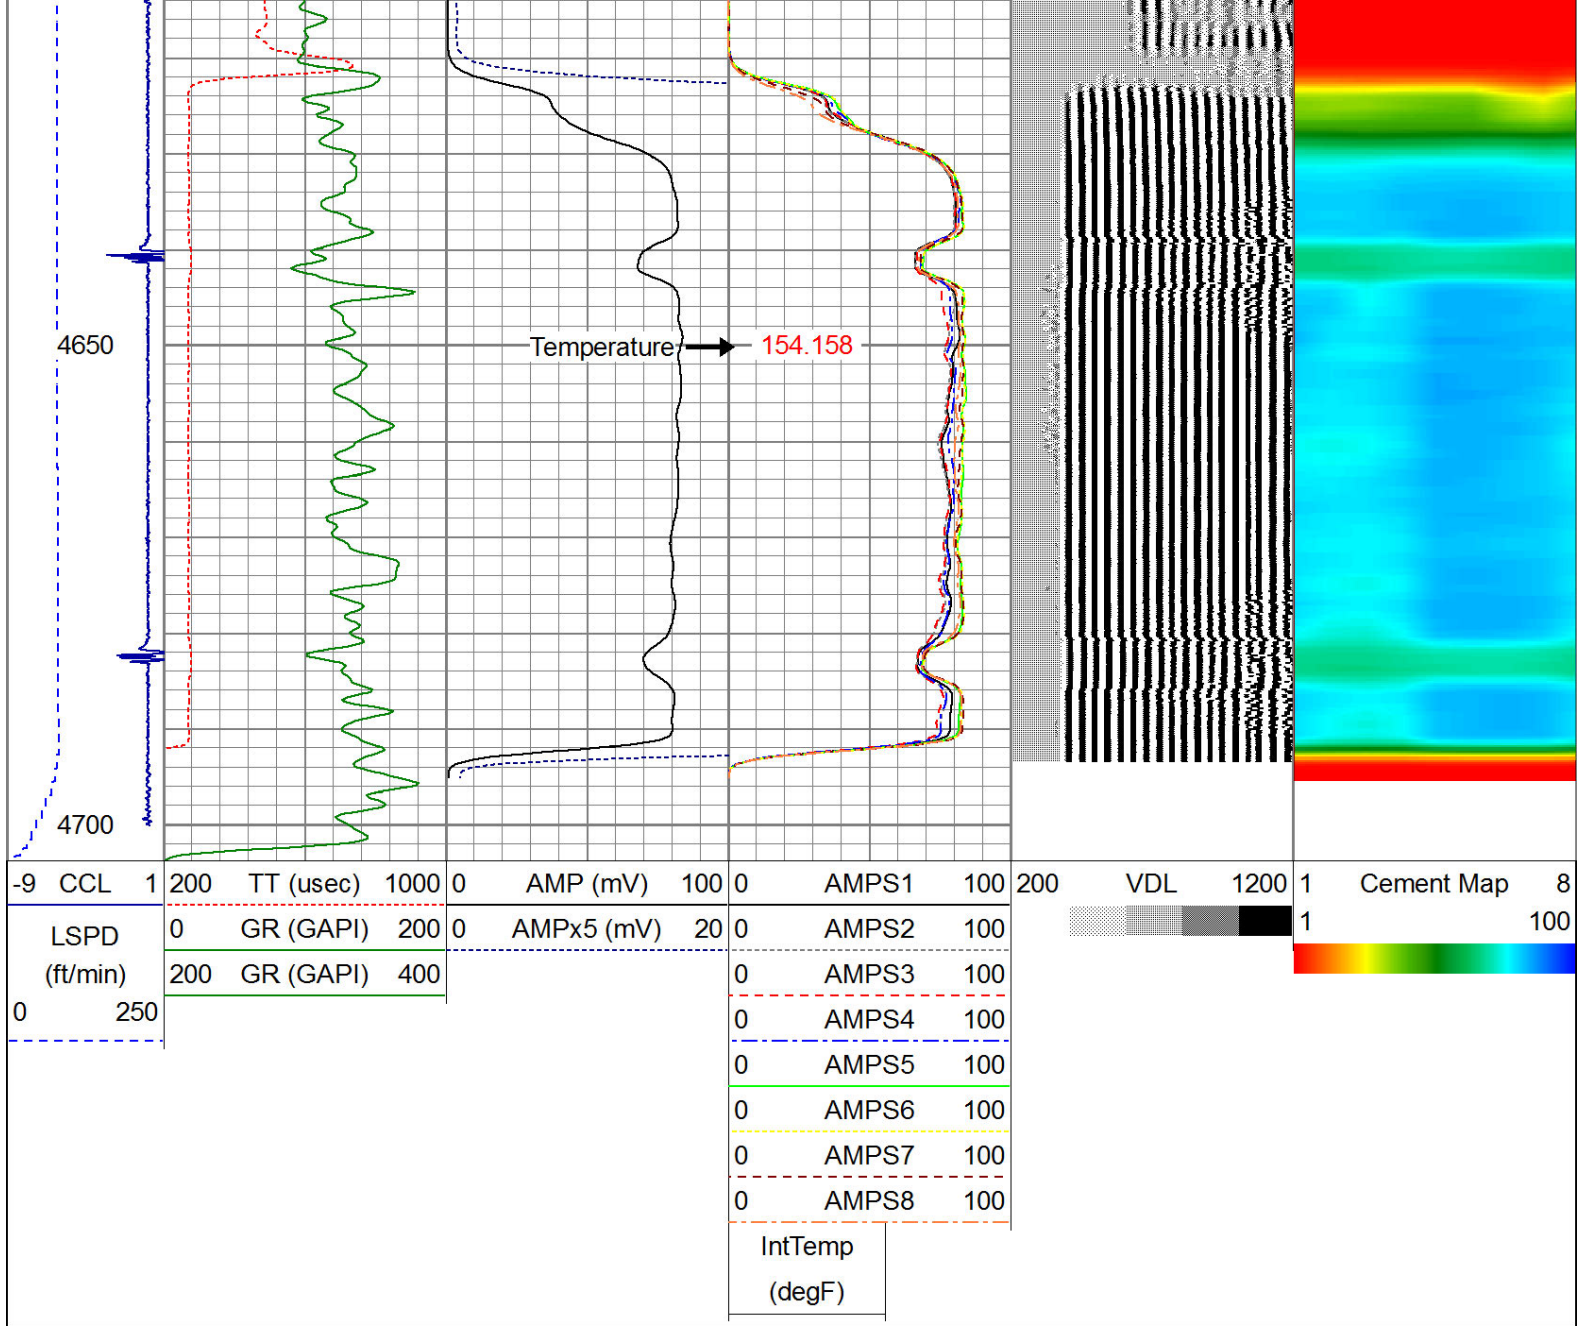 4650
Temperature 154.158
4700
-9 CCL 1 200 TT (usec) 1000 0 AMP (mV) 100 0 AMPS1 100 200 VDL 1200 1 Cement Map 8
LSPD 0 GR (GAPI) 200 0 AMPx5 (mV) 20 0 AMPS2 100 1 100
(ft/min) 200 GR (GAPI) 400 0 AMPS3 100
0 250 0 AMPS4 100
0 AMPS5 100
0 AMPS6 100
0 AMPS7 100
0 AMPS8 100
IntTemp
(degF)